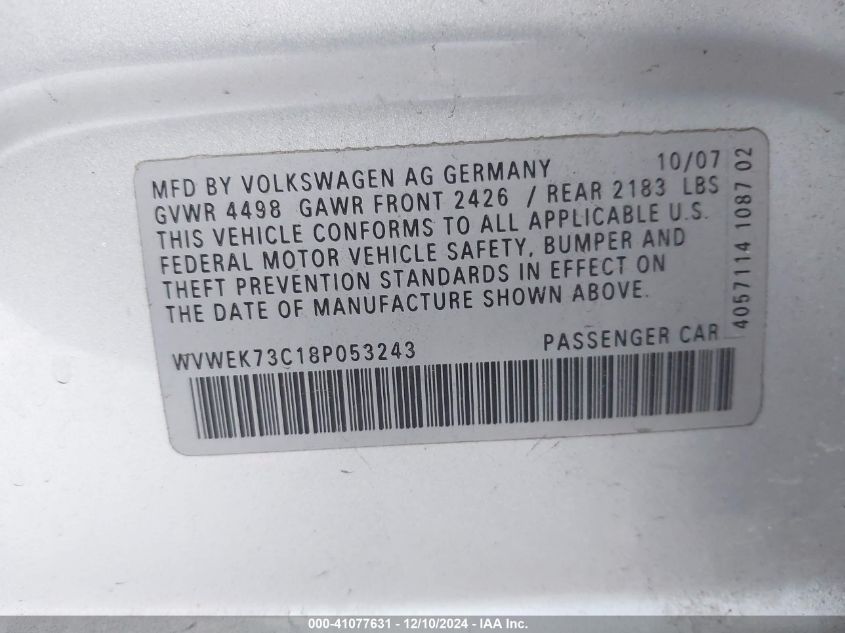 MFD BY VOLKSWAGEN AG GERMANY 10/07
GVWR 4498 GAWR FRONT 2426 / REAR 2183 LBS
THIS VEHICLE CONFORMS TO ALL APPLICABLE U.S.
FEDERAL MOTOR VEHICLE SAFETY, BUMPER AND
THEFT PREVENTION STANDARDS IN EFFECT ON
THE DATE OF MANUFACTURE SHOWN ABOVE.
WVWEK73C18P053243 PASSENGER CAR
4057114 1087 02
000-41077631 - 12/10/2024 - IAA Inc.